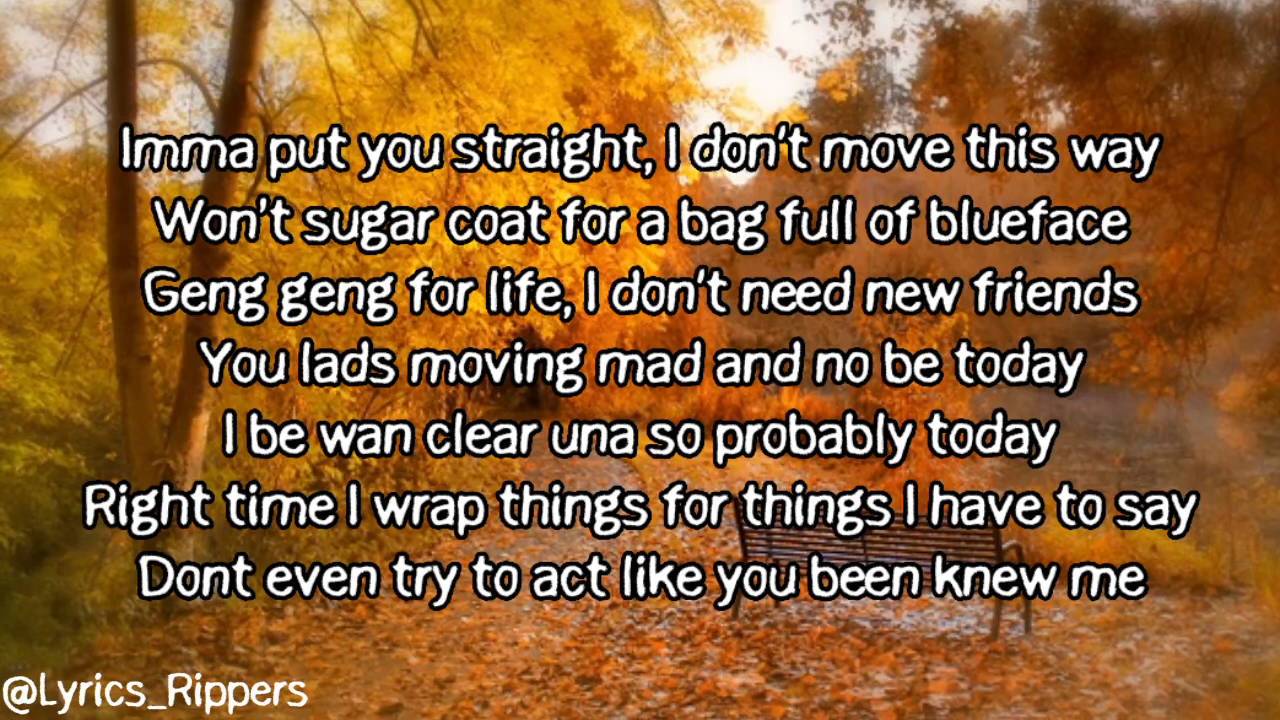 Imma put you straight, I don't move this way
Won't sugar coat for a bag full of blueface
Geng geng for life, I don't need new friends
You lads moving mad and no be today
I be wan clear una so probably today
Right time I wrap things for things I have to say
Dont even try to act like you been knew me
@Lyrics_Rippers